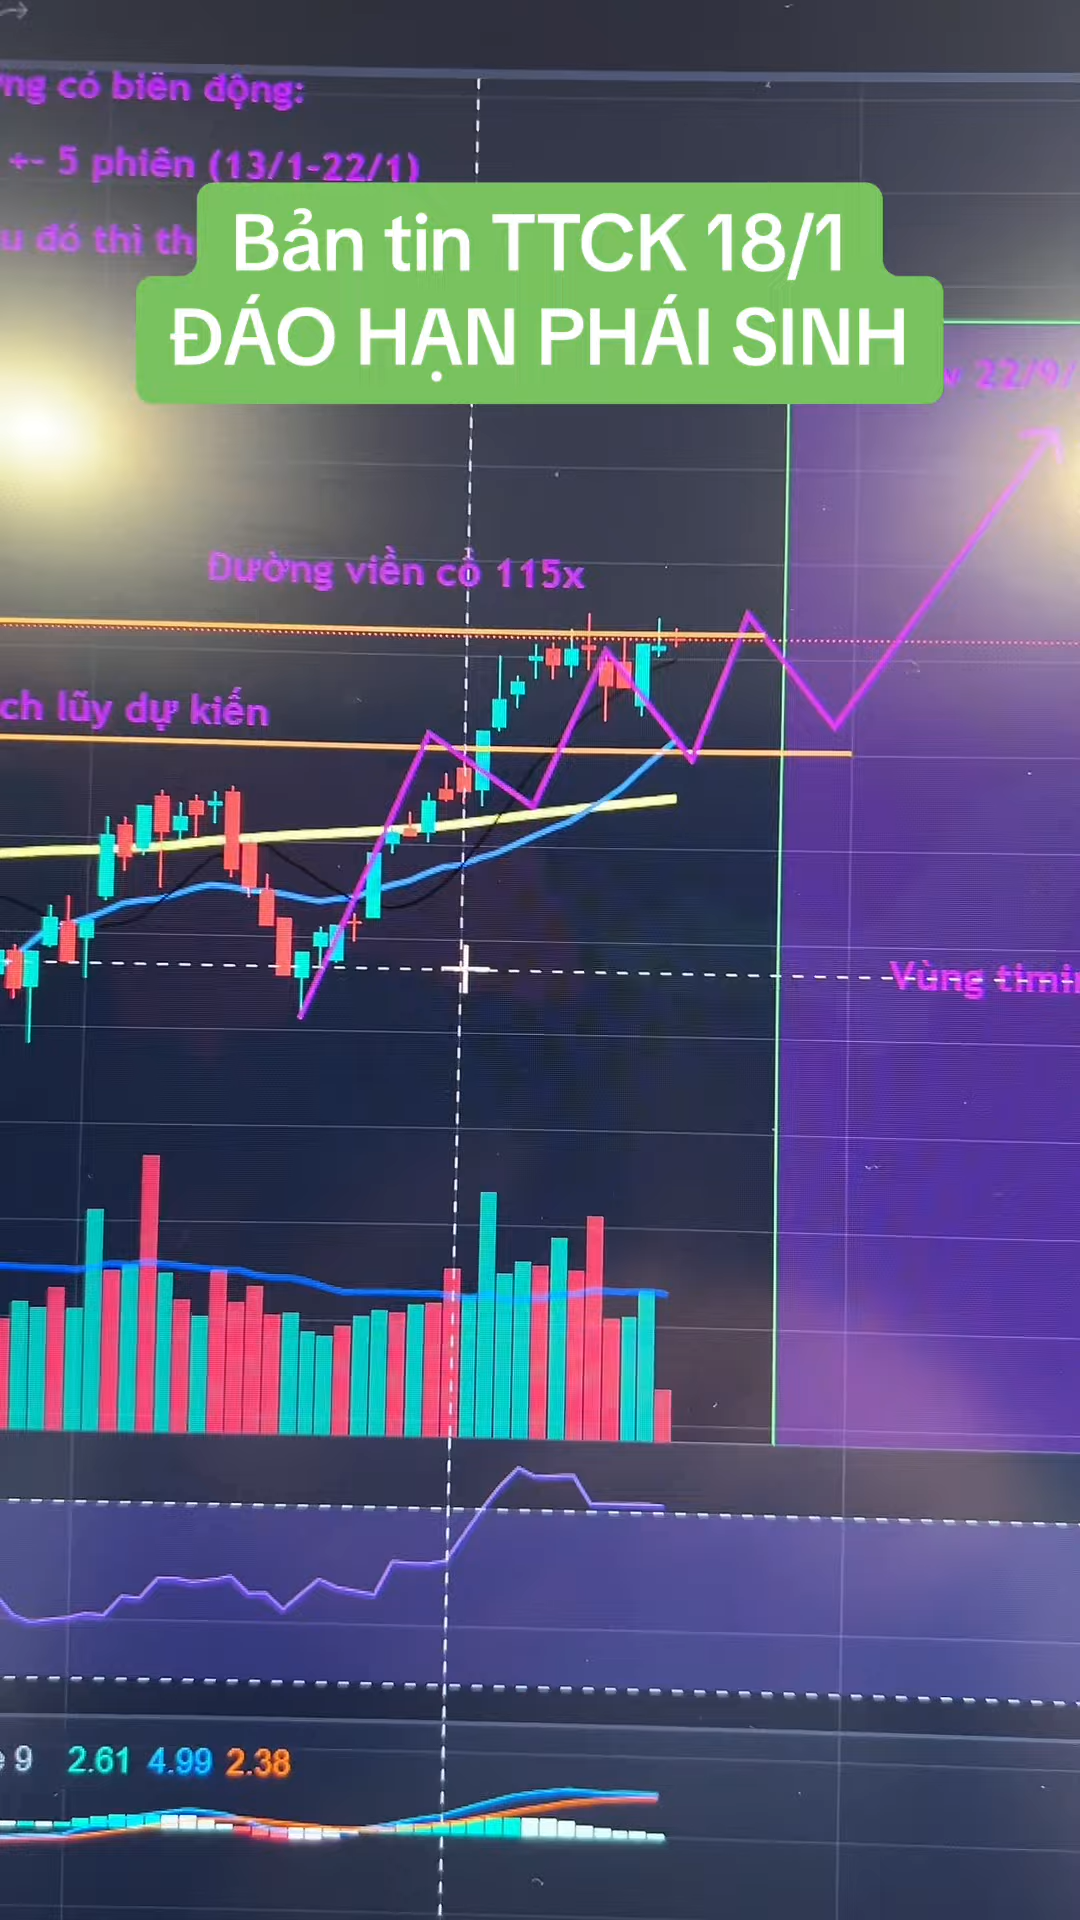 ng có biến động:
+- 5 phiên (13/1-22/1)
u đó thì th
Bản tin TTCK 18/1
ĐÁO HẠN PHÁI SINH
22/9/
Đường viền cổ 115x
ch lũy dự kiến
Vùng timin
9 2.61 4.99 2.38